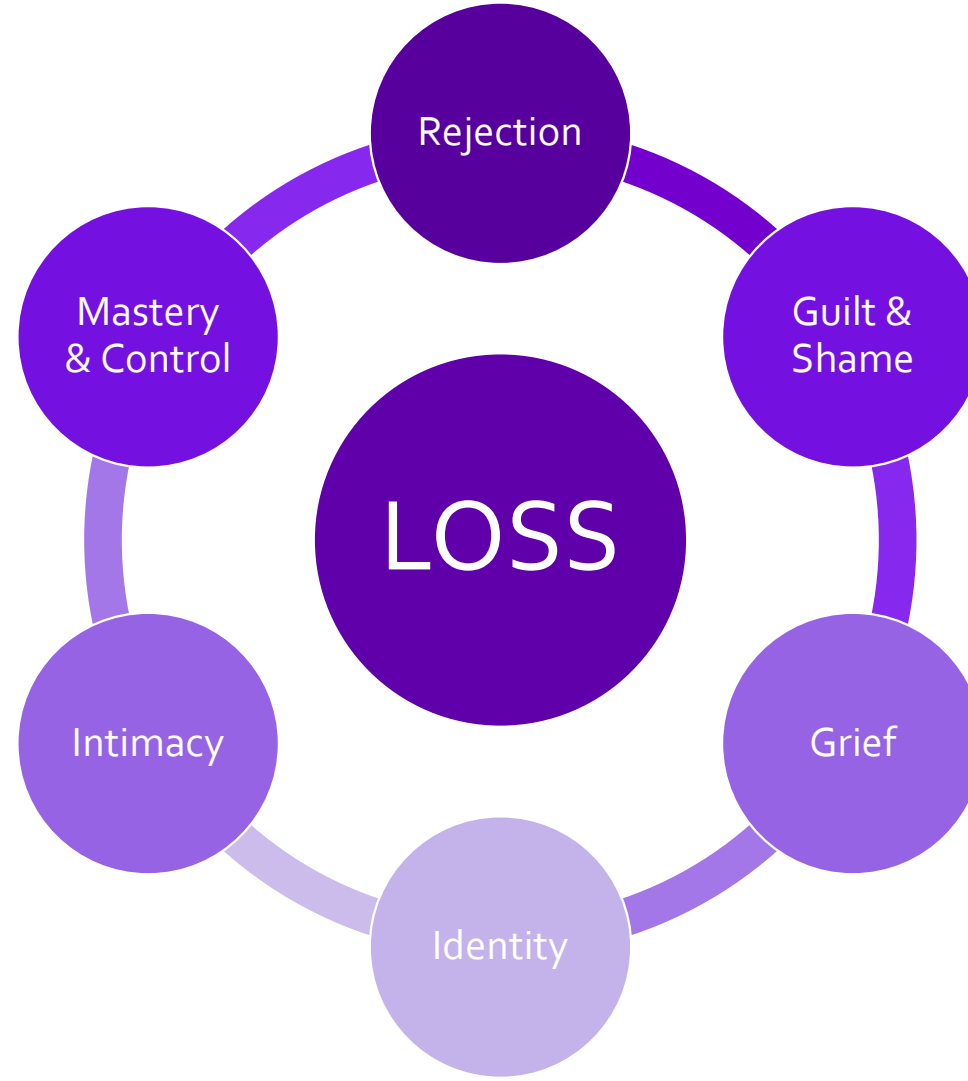 Rejection
Guilt &
Shame
Grief
Identity
Intimacy
Mastery
& Control
LOSS